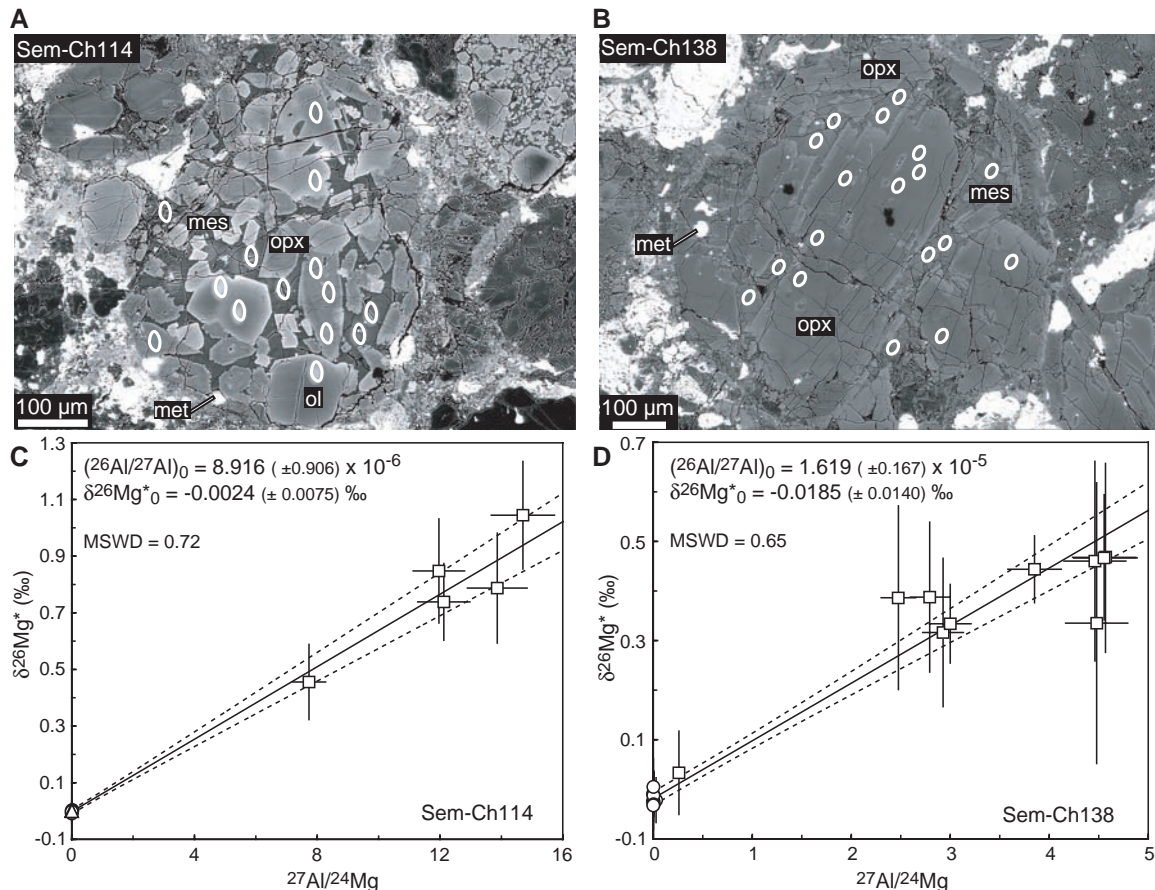 A
Sem-Ch114
mes
opx
met
ol
100 µm
B
Sem-Ch138
opx
mes
met
opx
100 µm
C
(²⁶Al/²⁷Al)₀ = 8.916 (±0.906) x 10⁻⁶
δ²⁶Mg*₀ = -0.0024 (± 0.0075) ‰
MSWD = 0.72
δ²⁶Mg* (‰)
1.3
1.1
0.9
0.7
0.5
0.3
0.1
-0.1
0 4 8 12 16
Sem-Ch114
²⁷Al/²⁴Mg
D
(²⁶Al/²⁷Al)₀ = 1.619 (±0.167) x 10⁻⁵
δ²⁶Mg*₀ = -0.0185 (± 0.0140) ‰
MSWD = 0.65
δ²⁶Mg* (‰)
0.7
0.5
0.3
0.1
-0.1
0 1 2 3 4 5
Sem-Ch138
²⁷Al/²⁴Mg